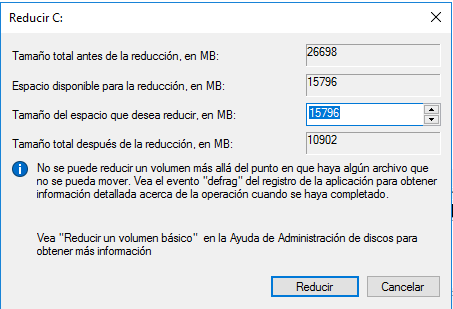 Reducir C:
Tamaño total antes de la reducción, en MB: 26698
Espacio disponible para la reducción, en MB: 15796
Tamaño del espacio que desea reducir, en MB: 15796
Tamaño total después de la reducción, en MB: 10902
No se puede reducir un volumen más allá del punto en que haya algún archivo que
no se pueda mover. Vea el evento "defrag" del registro de la aplicación para obtener
información detallada acerca de la operación cuando se haya completado.
Vea "Reducir un volumen básico" en la Ayuda de Administración de discos para
obtener más información
Reducir Cancelar